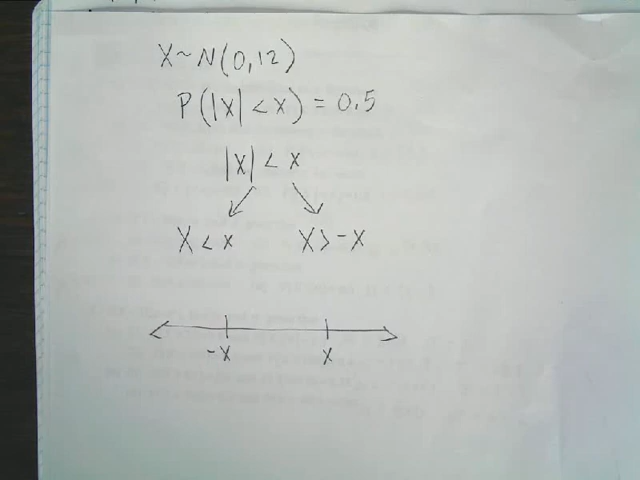 X~N(0,12)
P(|X| < x) = 0.5
|X| < x
X < x X > -x
-x x